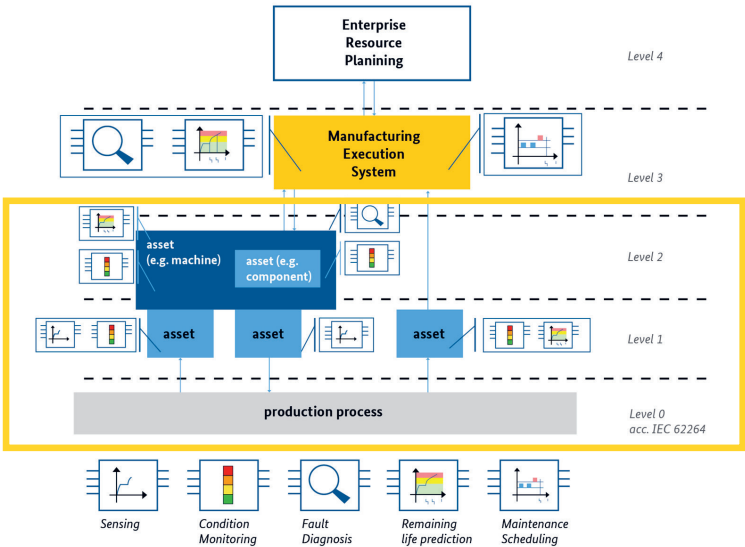 Enterprise
Resource
Planining
Level 4
Manufacturing
Execution
System
Level 3
asset
(e.g. machine)
asset (e.g.
component)
Level 2
asset
asset
asset
Level 1
production process
Level 0
acc. IEC 62264
Sensing
Condition
Monitoring
Fault
Diagnosis
Remaining
life prediction
Maintenance
Scheduling